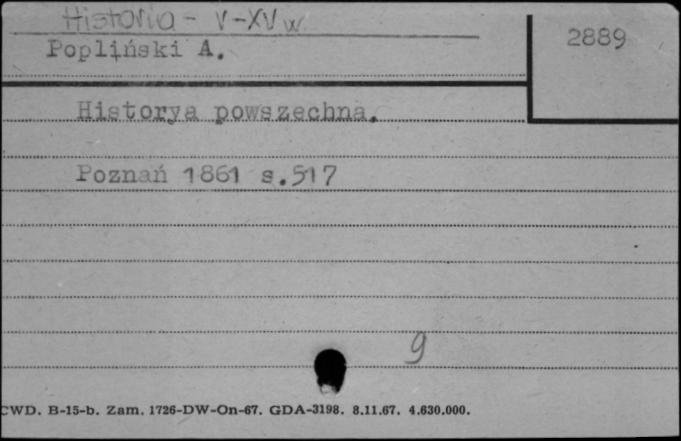 Historia - V-XV w
2889
Popliński A.
Historya powszechna.
Poznań 1861 s.517
9
CWD. B-15-b. Zam. 1726-DW-On-67. GDA-3198. 8.11.67. 4.630.000.